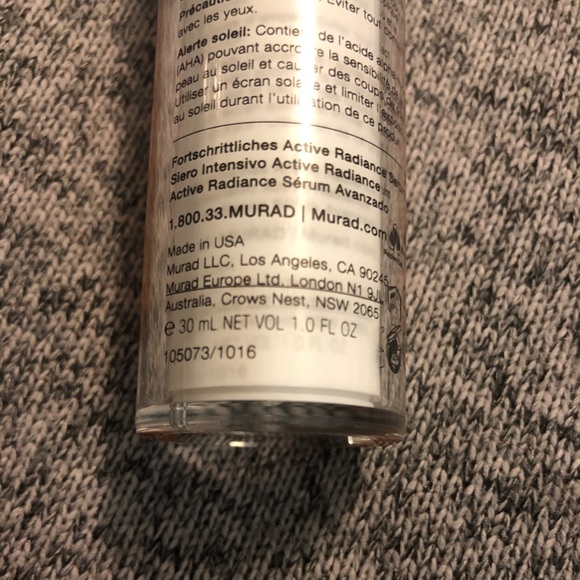 Précaution
Éviter tout
avec les yeux.
Alerte soleil: Contient de l'acide
(AHA) pouvant accroître la sensibilité
peau au soleil et causer des coups
Utiliser un écran solaire et limiter
au soleil durant l'utilisation de ce produit
Fortschrittliches Active Radiance
Siero Intensivo Active Radiance
Active Radiance Sérum Avanzado
1.800.33.MURAD | Murad.com
Made in USA
Murad LLC, Los Angeles, CA 90245
Murad Europe Ltd, London N1 9J
Australia, Crows Nest, NSW 2065
e 30 mL NET VOL 1.0 FL OZ
105073/1016